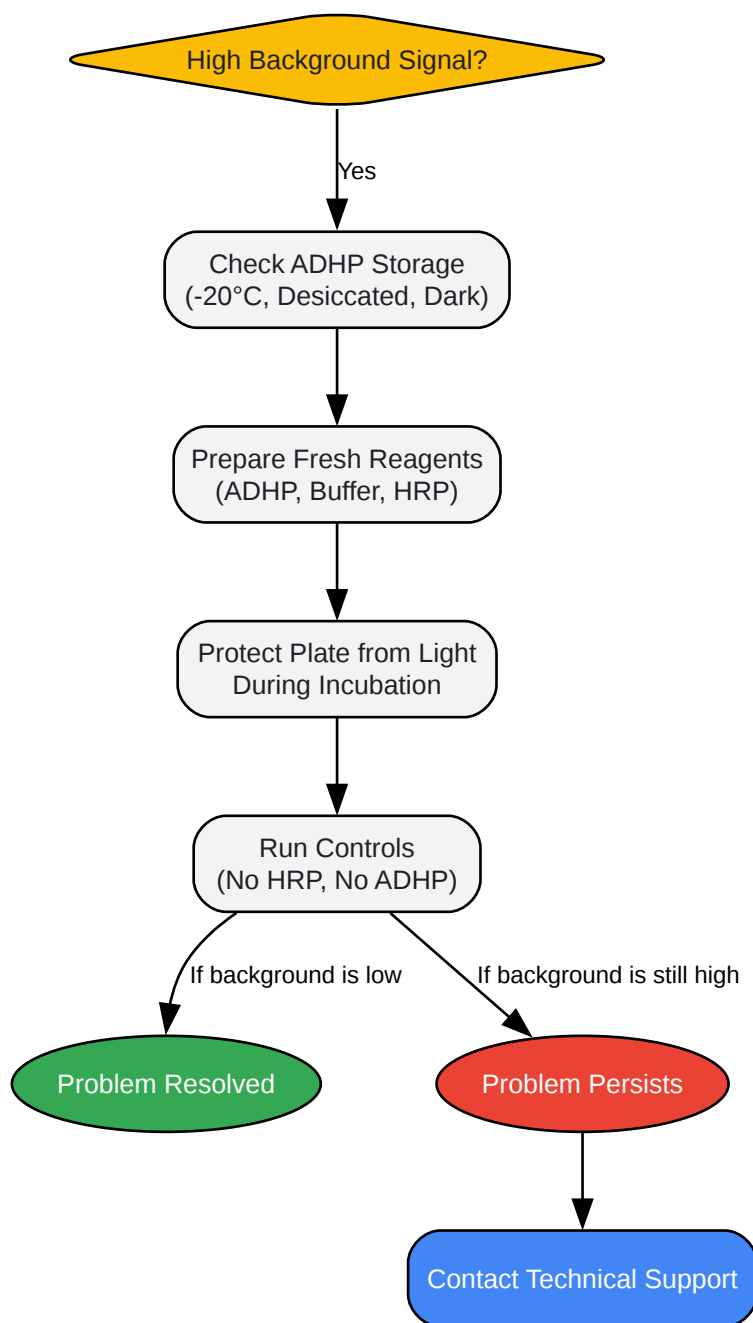 High Background Signal?
Yes
Check ADHP Storage
(-20°C, Desiccated, Dark)
Prepare Fresh Reagents
(ADHP, Buffer, HRP)
Protect Plate from Light
During Incubation
Run Controls
(No HRP, No ADHP)
If background is low
If background is still high
Problem Resolved
Problem Persists
Contact Technical Support